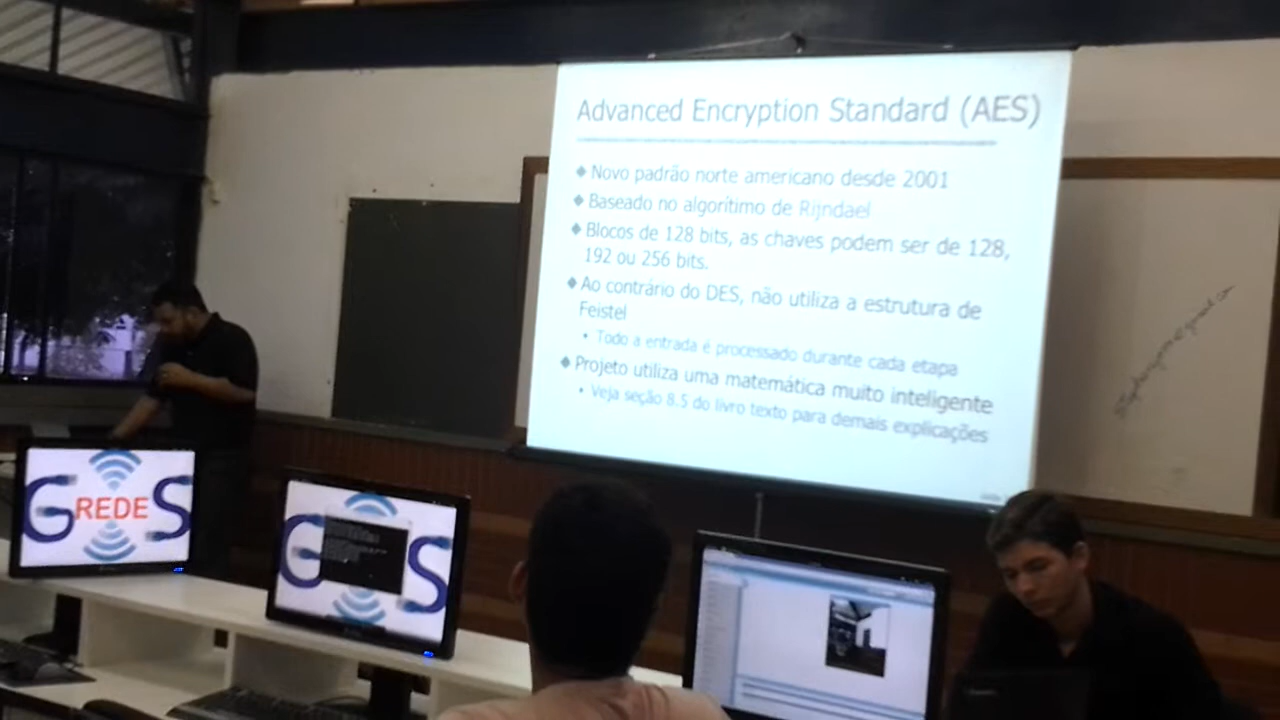 Advanced Encryption Standard (AES)
Novo padrão norte americano desde 2001
Baseado no algorítimo de Rijndael
Blocos de 128 bits, as chaves podem ser de 128,
192 ou 256 bits.
Ao contrário do DES, não utiliza a estrutura de
Feistel
Todo a entrada é processado durante cada etapa
Projeto utiliza uma matemática muito inteligente
Veja seção 8.5 do livro texto para demais explicações
GREDES
G S